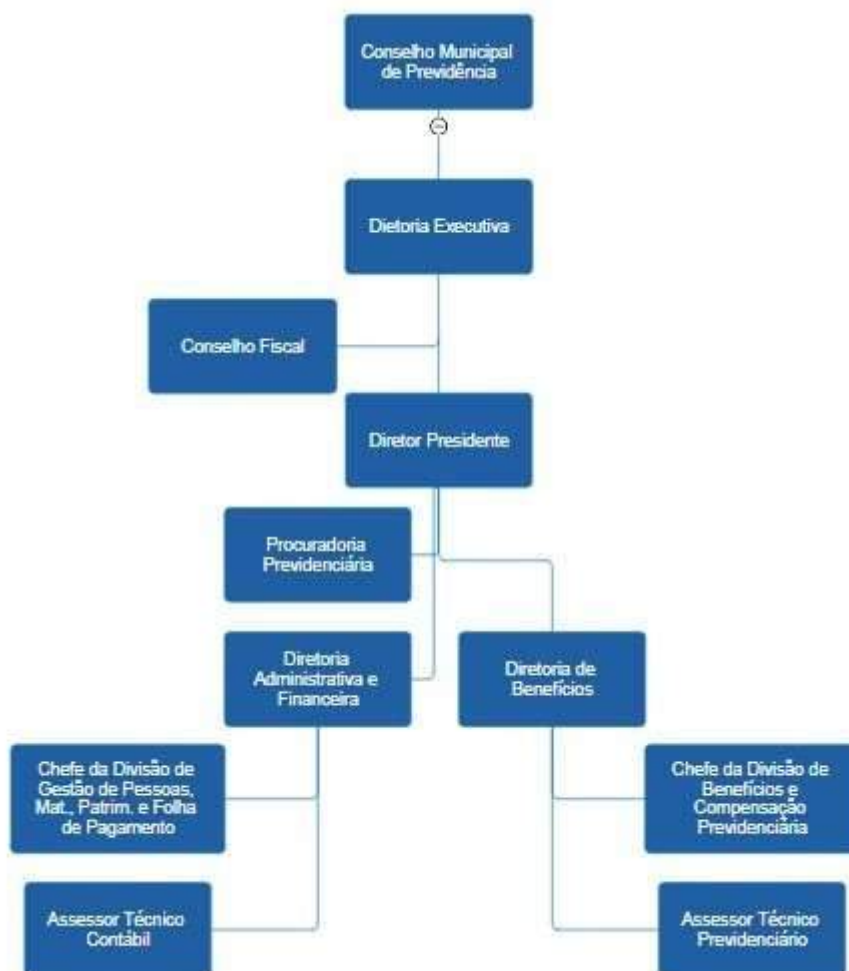 Conselho Municipal
de Previdência
Dietoria Executiva
Conselho Fiscal
Diretor Presidente
Procuradoria
Previdenciária
Diretoria
Administrativa e
Financeira
Diretoria de
Benefícios
Chefe da Divisão de
Gestão de Pessoas,
Mat., Patrim. e Folha
de Pagamento
Chefe da Divisão de
Benefícios e
Compensação
Previdenciária
Assessor Técnico
Contábil
Assessor Técnico
Previdenciário